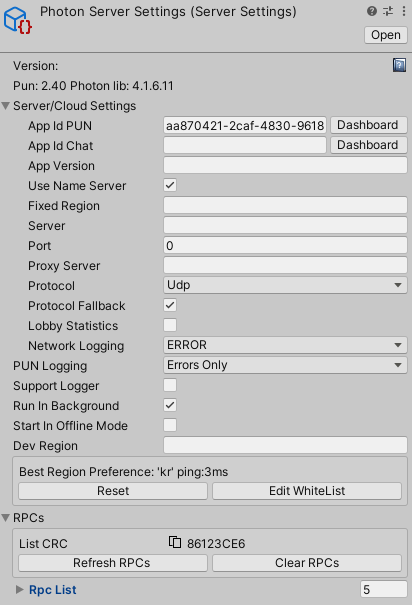 Photon Server Settings (Server Settings)
Open
Version:
Pun: 2.40 Photon lib: 4.1.6.11
Server/Cloud Settings
App Id PUN aa870421-2caf-4830-9618 Dashboard
App Id Chat Dashboard
App Version
Use Name Server
Fixed Region
Server
Port 0
Proxy Server
Protocol Udp
Protocol Fallback
Lobby Statistics
Network Logging ERROR
PUN Logging Errors Only
Support Logger
Run In Background
Start In Offline Mode
Dev Region
Best Region Preference: 'kr' ping:3ms
Reset Edit WhiteList
RPCs
List CRC 86123CE6
Refresh RPCs Clear RPCs
Rpc List 5